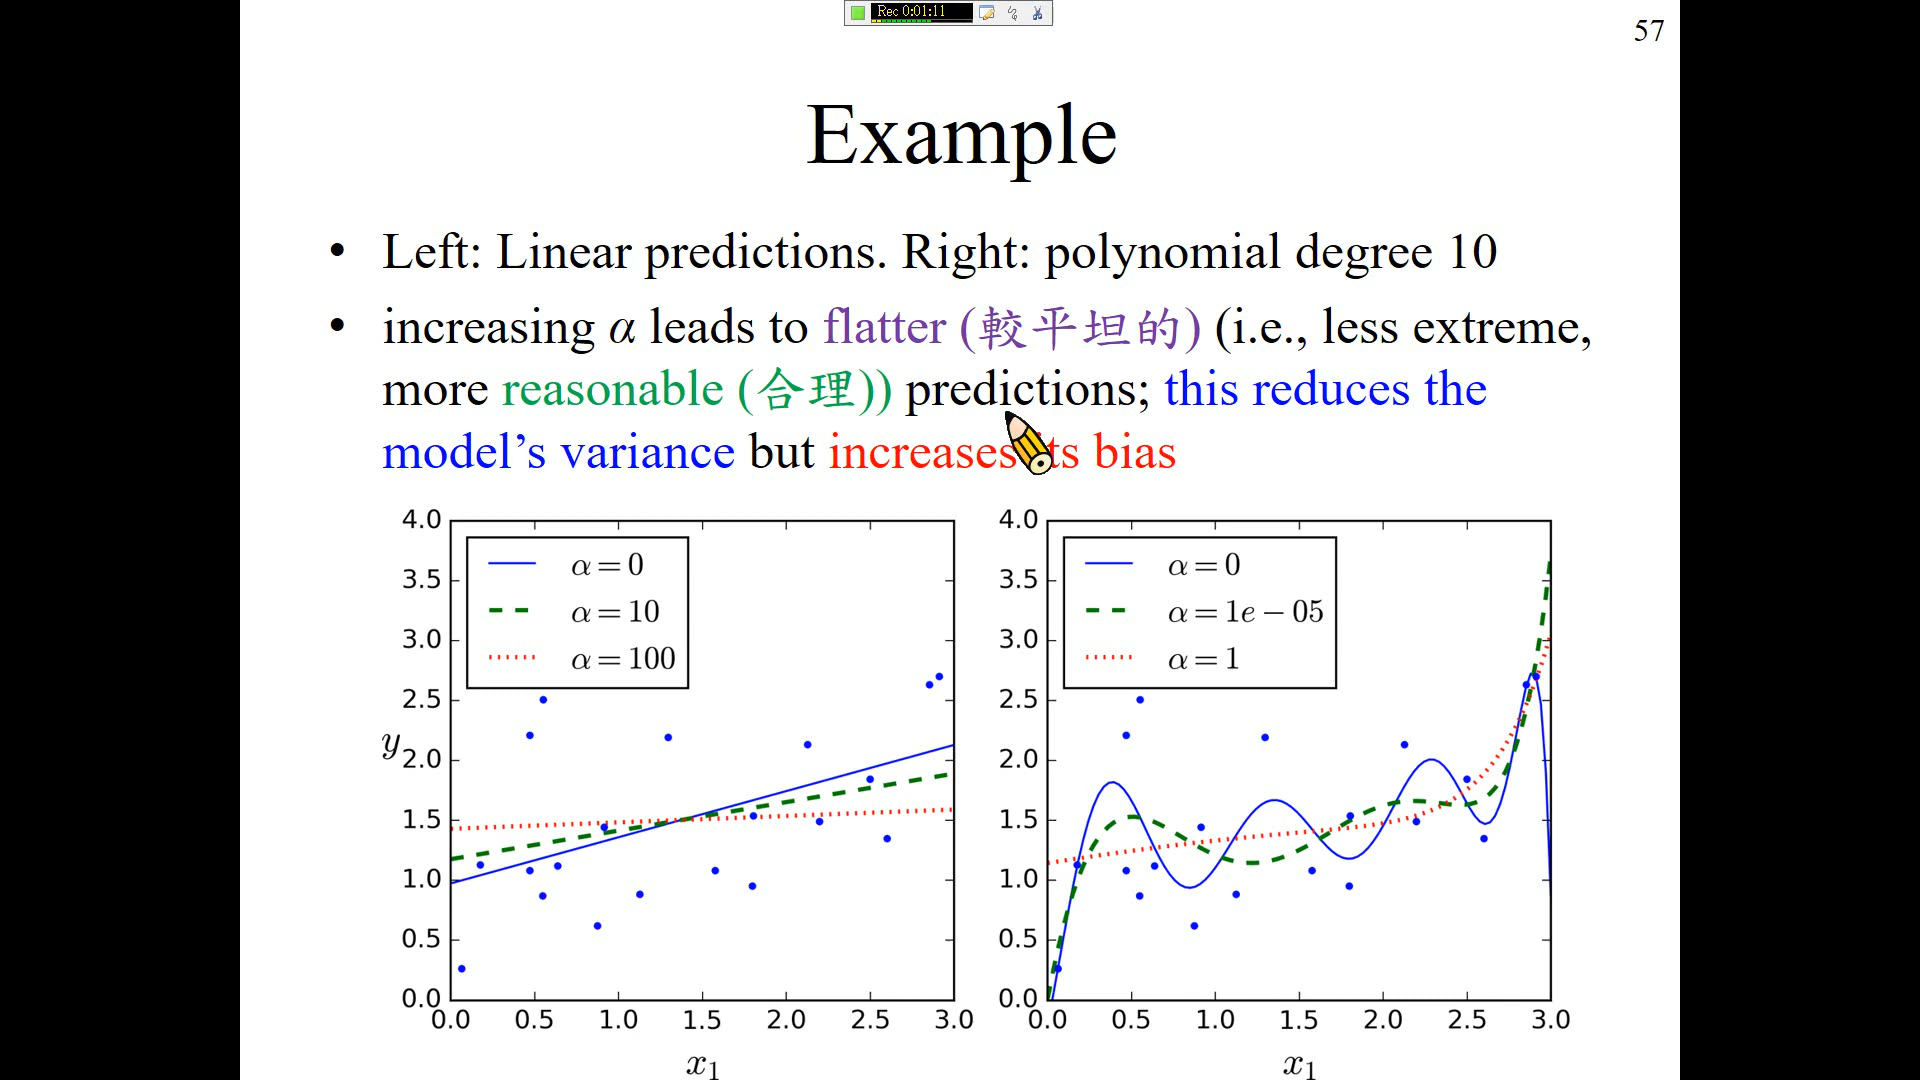 Rec 0:01:11
57
Example
• Left: Linear predictions. Right: polynomial degree 10
• increasing α leads to flatter (較平坦的) (i.e., less extreme,
more reasonable (合理)) predictions; this reduces the
model’s variance but increases its bias
4.0
3.5
3.0
2.5
2.0
1.5
1.0
0.5
0.0
y
α = 0
α = 10
α = 100
0.0 0.5 1.0 1.5 2.0 2.5 3.0
x₁
4.0
3.5
3.0
2.5
2.0
1.5
1.0
0.5
0.0
α = 0
α = 1e − 05
α = 1
0.0 0.5 1.0 1.5 2.0 2.5 3.0
x₁